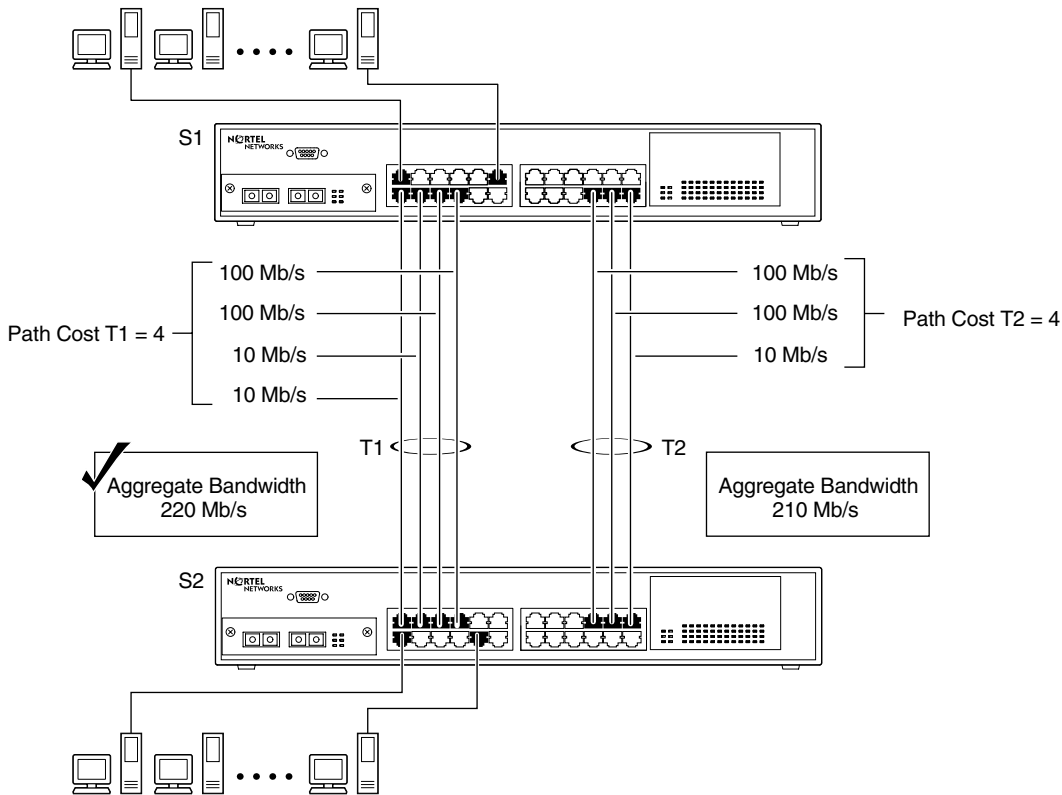 S1
NORTEL
NETWORKS
100 Mb/s
100 Mb/s
10 Mb/s
10 Mb/s
Path Cost T1 = 4
100 Mb/s
100 Mb/s
10 Mb/s
Path Cost T2 = 4
T1
T2
Aggregate Bandwidth
220 Mb/s
Aggregate Bandwidth
210 Mb/s
S2
NORTEL
NETWORKS